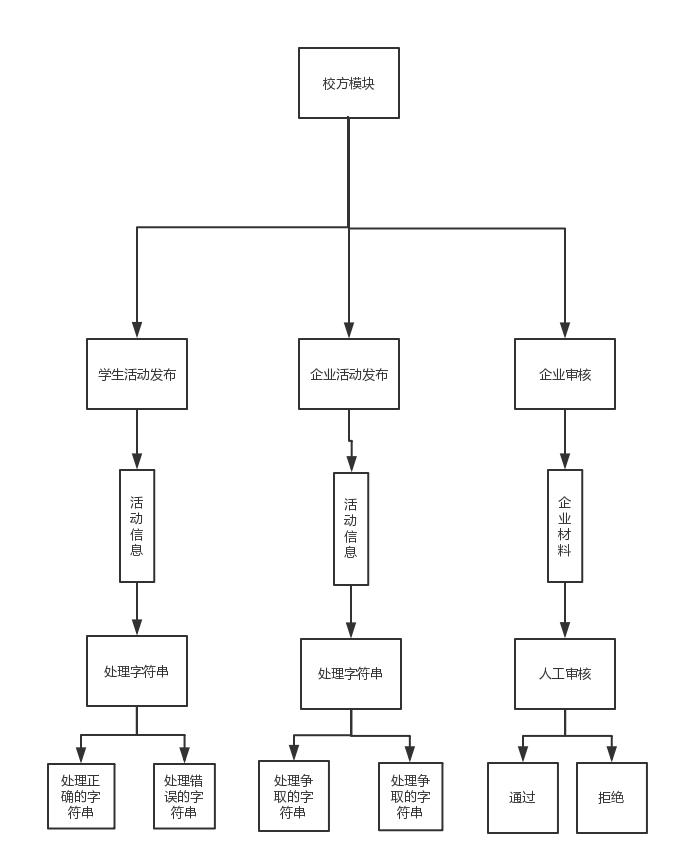 校方模块
学生活动发布
企业活动发布
企业审核
活
动
信
息
活
动
信
息
企
业
材
料
处理字符串
处理字符串
人工审核
处理正
确的字
符串
处理错
误的字
符串
处理争
取的字
符串
处理争
取的字
符串
通过
拒绝